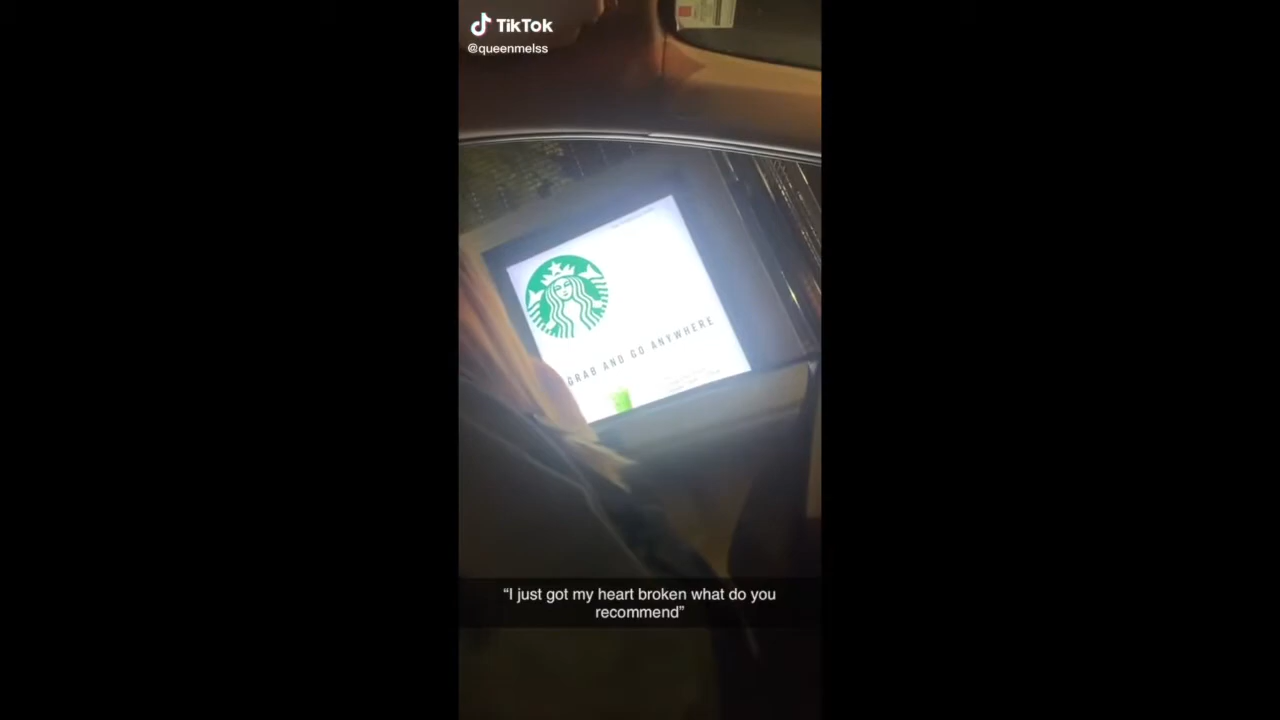 TikTok
@queenmelss
GRAB AND GO ANYWHERE
“I just got my heart broken what do you
recommend”